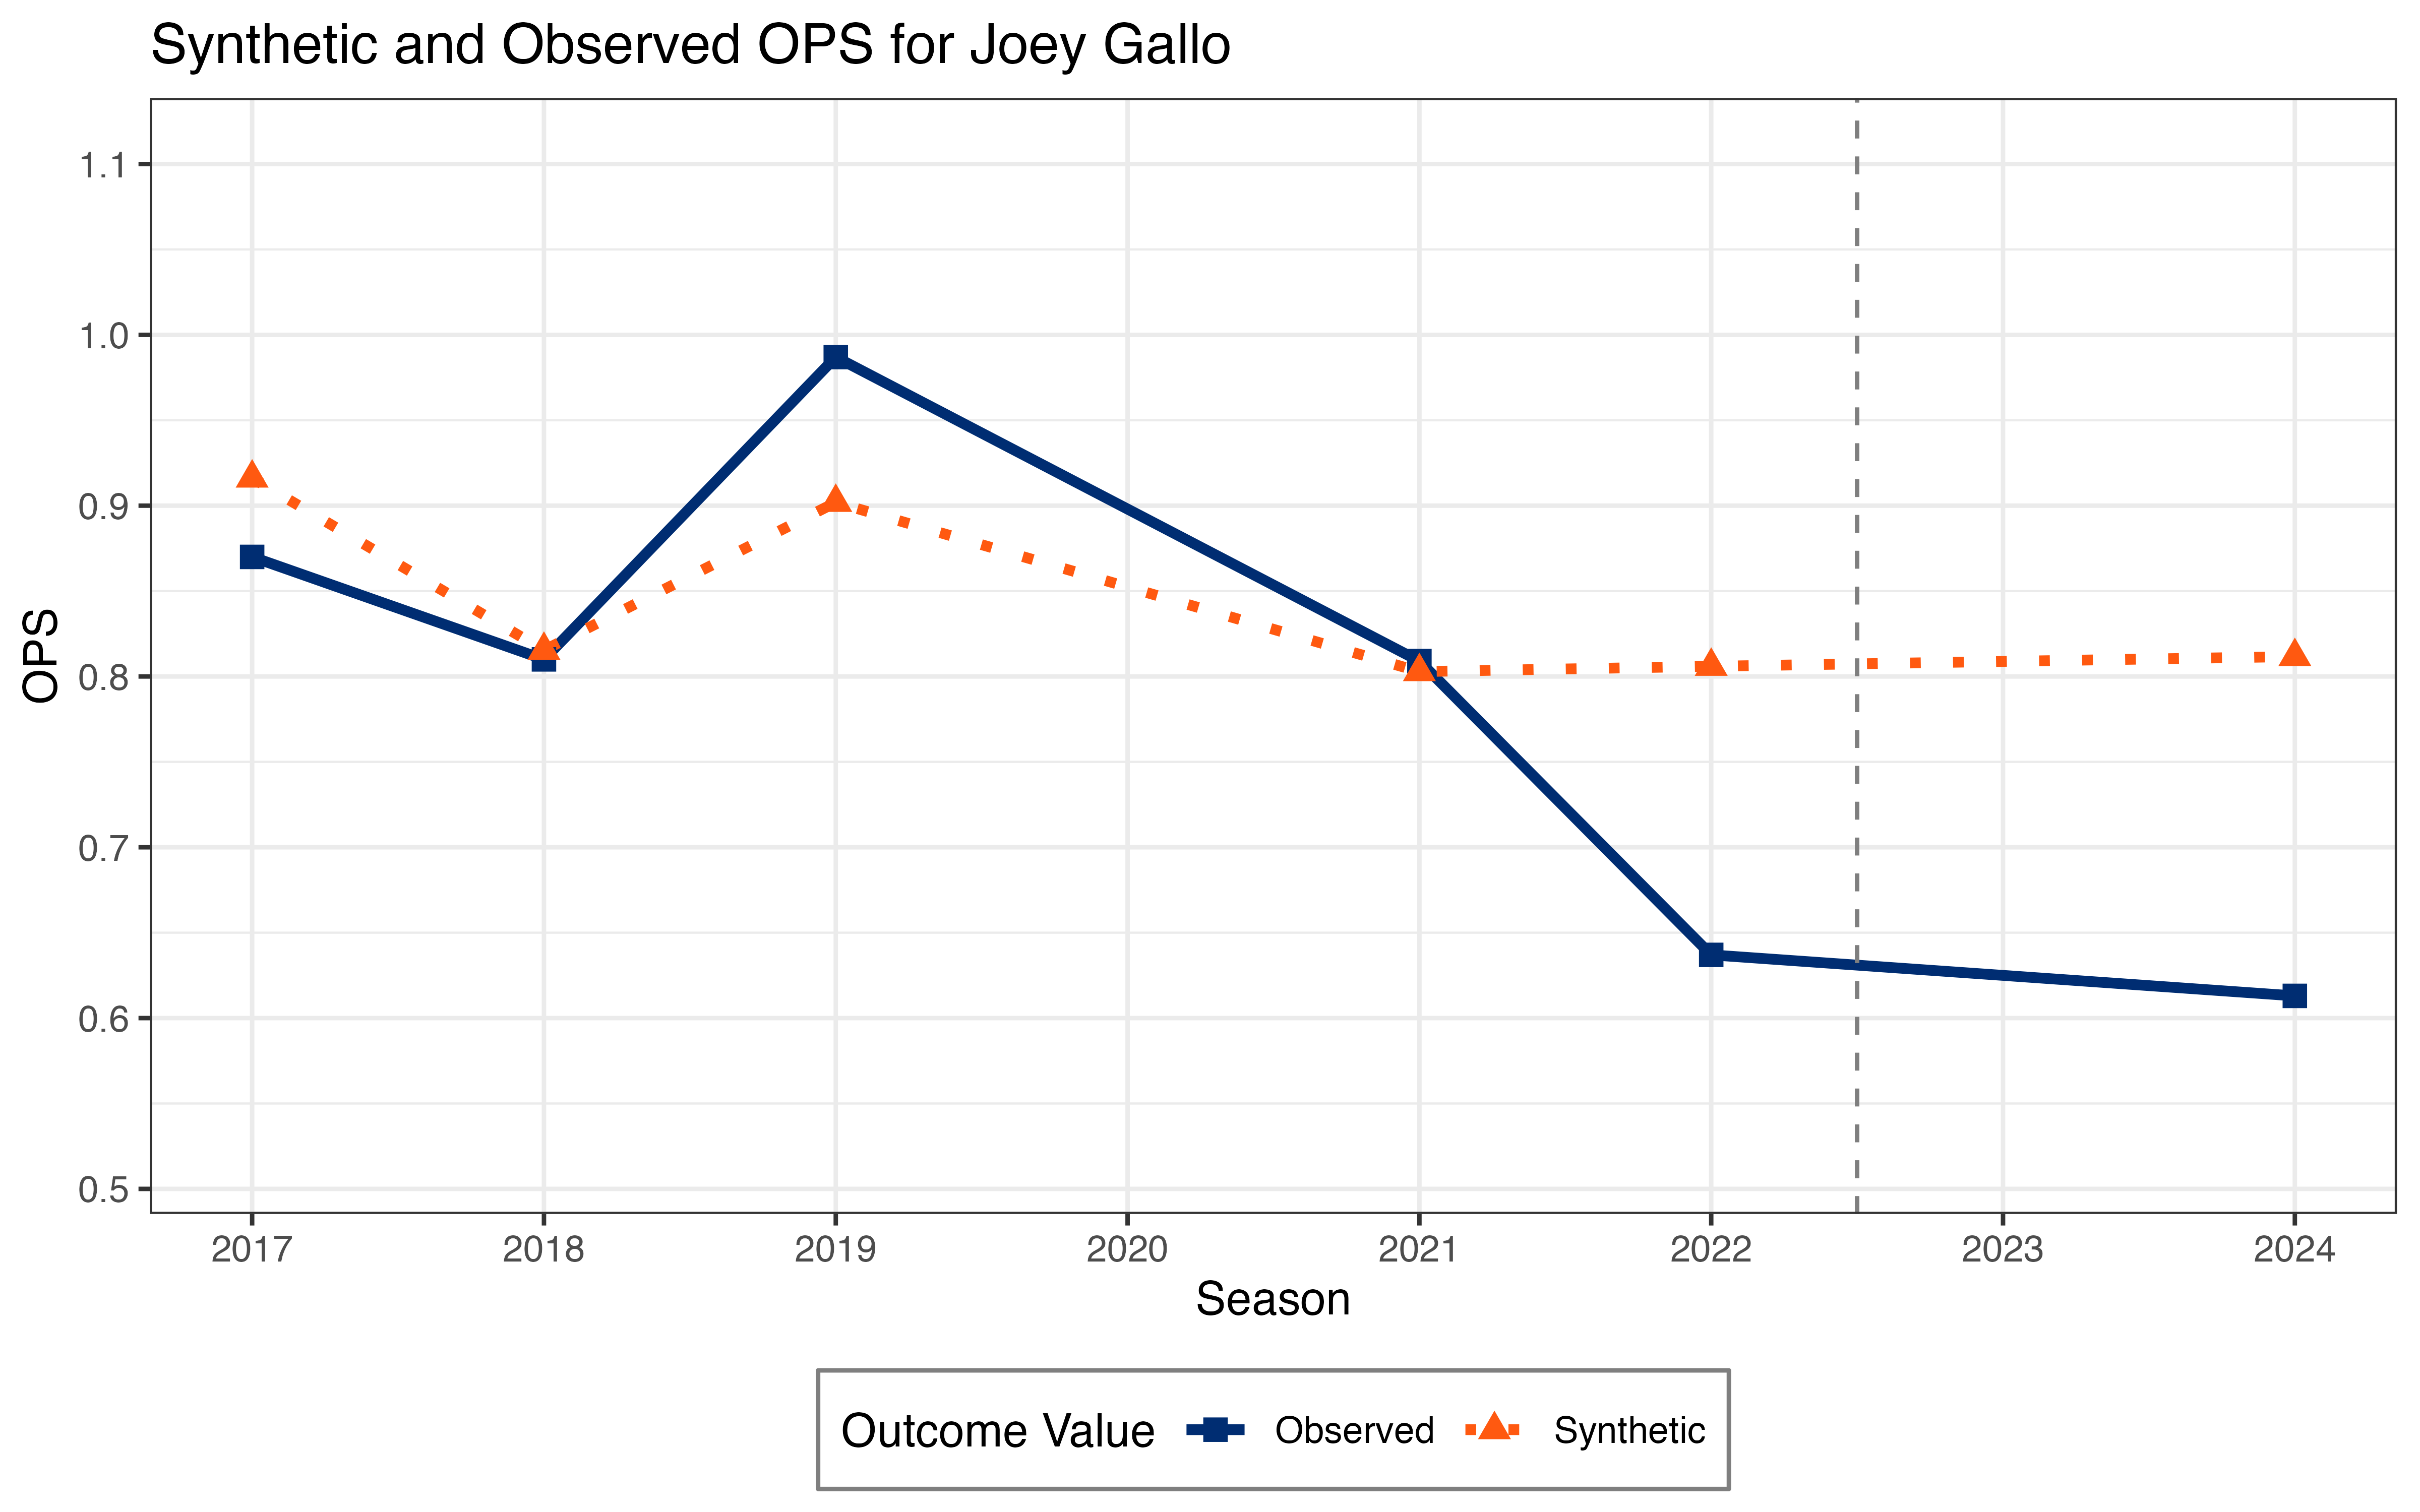 Synthetic and Observed OPS for Joey Gallo
1.1
1.0
0.9
0.8
0.7
0.6
0.5
OPS
2017 2018 2019 2020 2021 2022 2023 2024
Season
Outcome Value Observed Synthetic